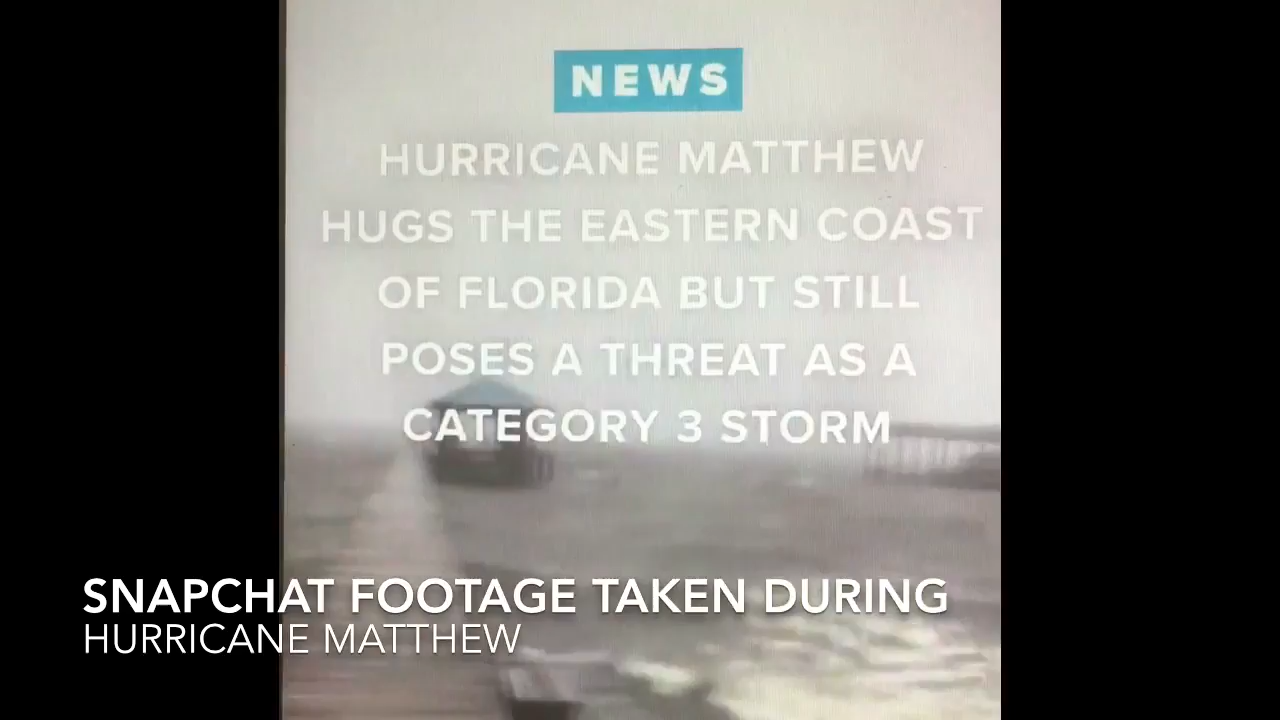 NEWS
HURRICANE MATTHEW
HUGS THE EASTERN COAST
OF FLORIDA BUT STILL
POSES A THREAT AS A
CATEGORY 3 STORM
SNAPCHAT FOOTAGE TAKEN DURING
HURRICANE MATTHEW